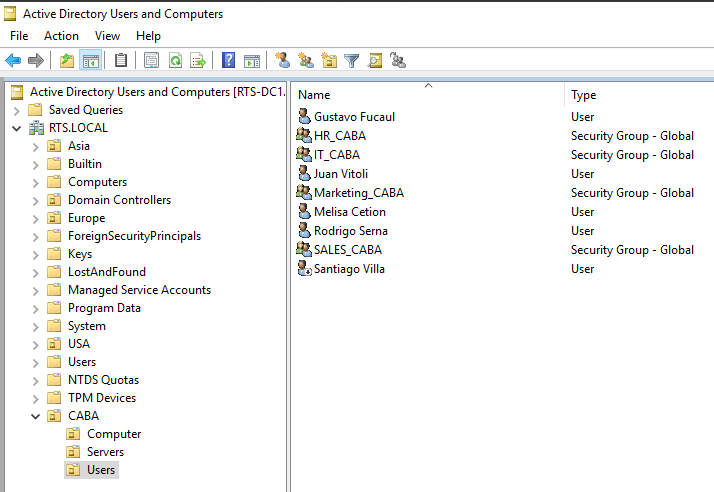 Active Directory Users and Computers
File Action View Help
Active Directory Users and Computers [RTS-DC1.
Saved Queries
RTS.LOCAL
Asia
Builtin
Computers
Domain Controllers
Europe
ForeignSecurityPrincipals
Keys
LostAndFound
Managed Service Accounts
Program Data
System
USA
Users
NTDS Quotas
TPM Devices
CABA
Computer
Servers
Users
Name Type
Gustavo Fucaul User
HR_CABA Security Group - Global
IT_CABA Security Group - Global
Juan Vitoli User
Marketing_CABA Security Group - Global
Melisa Cetion User
Rodrigo Serna User
SALES_CABA Security Group - Global
Santiago Villa User